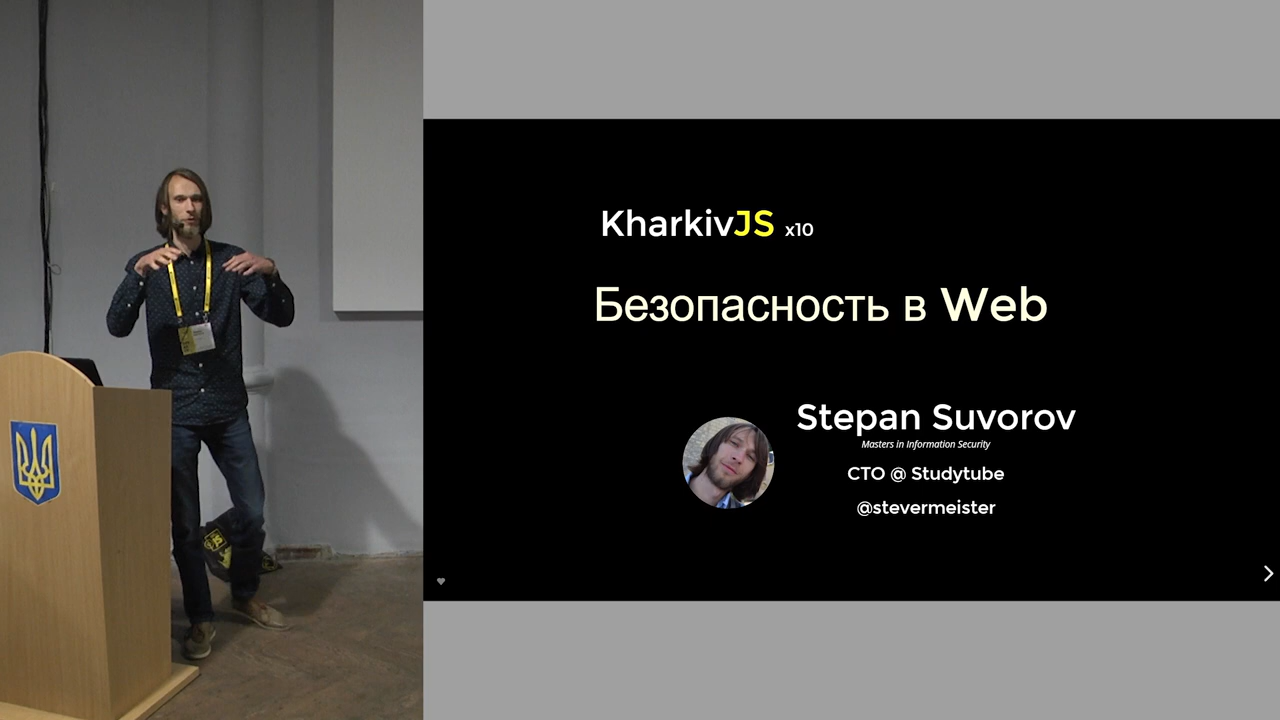 KharkivJS x10
Безопасность в Web
Stepan Suvorov
Masters in Information Security
CTO @ Studytube
@stevermeister